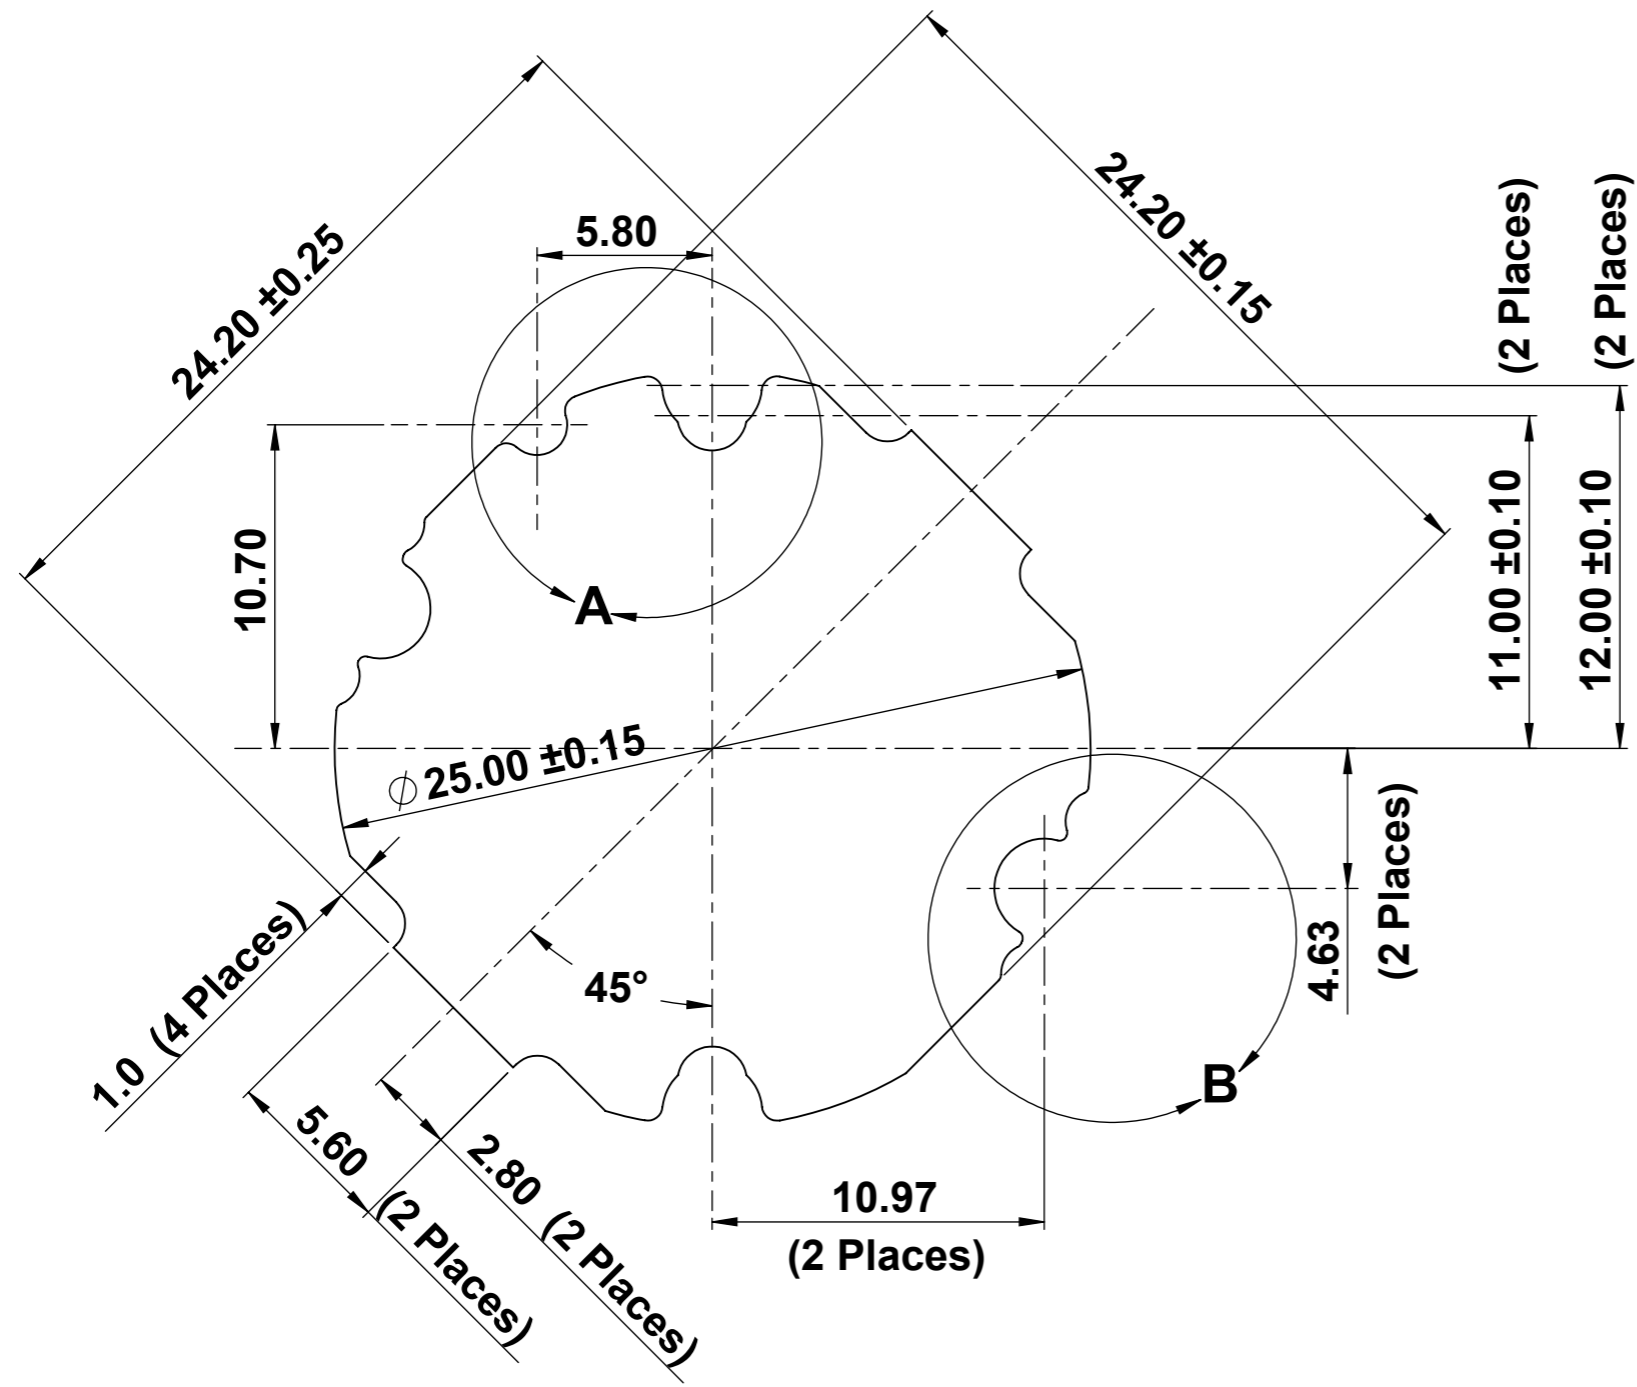 24.20 ±0.25
24.20 ±0.15
5.80
(2 Places)
(2 Places)
10.70
11.00 ±0.10
12.00 ±0.10
A
⌀ 25.00 ±0.15
45°
4.63
(2 Places)
1.0 (4 Places)
5.60 (2 Places)
2.80 (2 Places)
B
10.97
(2 Places)